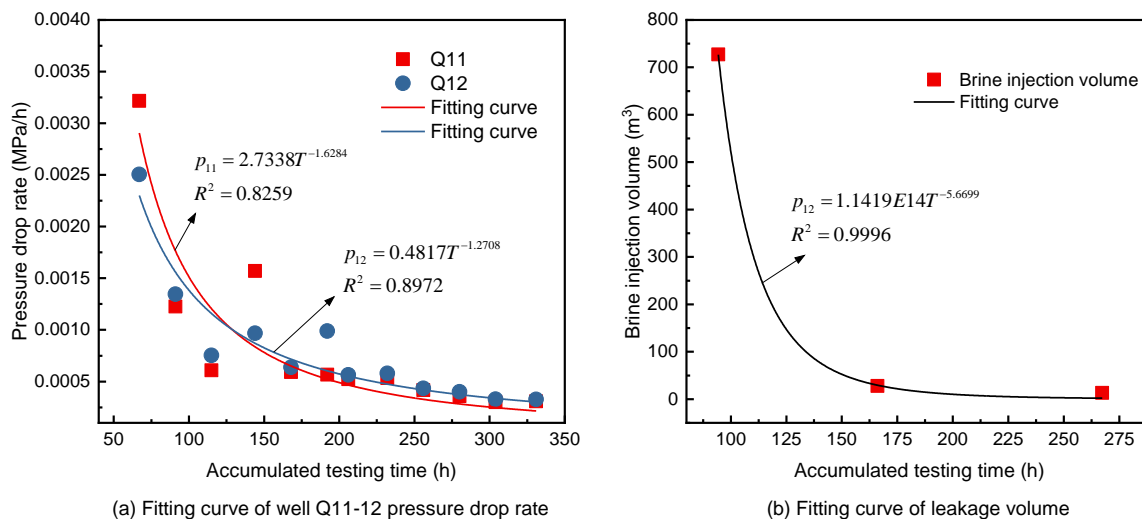 0.0040
0.0035
0.0030
0.0025
0.0020
0.0015
0.0010
0.0005
Pressure drop rate (MPa/h)
Q11
Q12
Fitting curve
Fitting curve
p₁₁ = 2.7338T⁻¹·⁶²⁸⁴
R² = 0.8259
p₁₂ = 0.4817T⁻¹·²⁷⁰⁸
R² = 0.8972
50 100 150 200 250 300 350
Accumulated testing time (h)
(a) Fitting curve of well Q11-12 pressure drop rate
800
700
600
500
400
300
200
100
0
Brine injection volume (m³)
Brine injection volume
Fitting curve
p₁₂ = 1.1419E14T⁻⁵·⁶⁶⁹⁹
R² = 0.9996
100 125 150 175 200 225 250 275
Accumulated testing time (h)
(b) Fitting curve of leakage volume